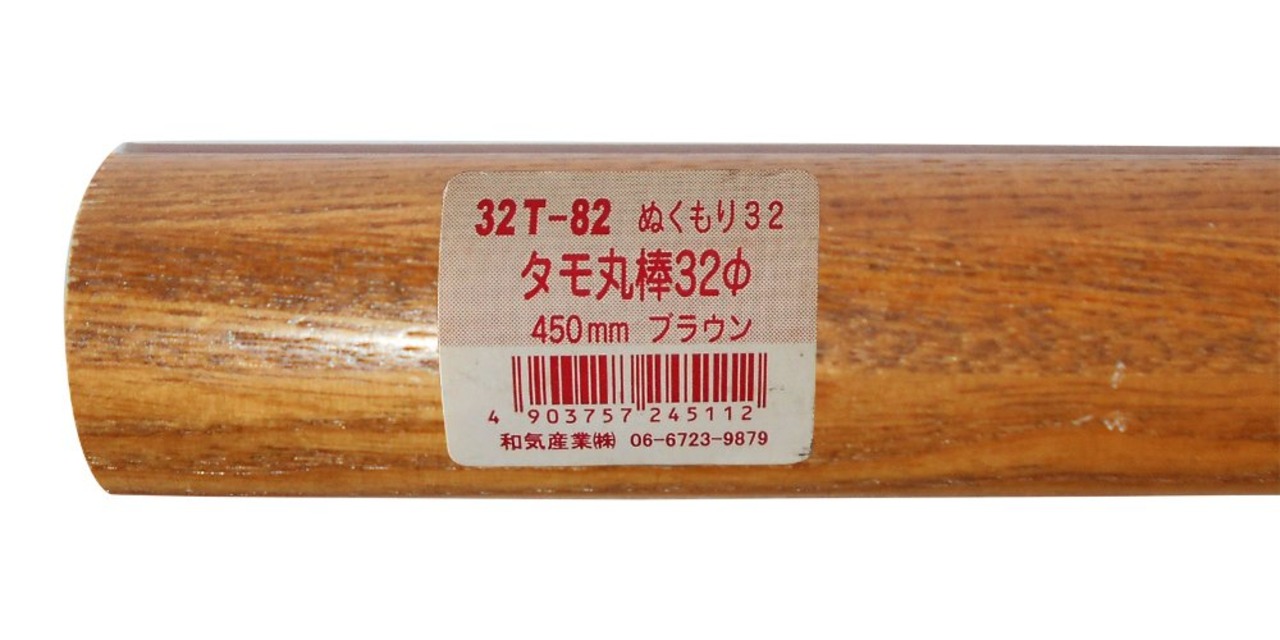 32T-82 ぬくもり32
タモ丸棒32φ
450mm ブラウン
4 903757 245112
和気産業㈱ 06-6723-9879